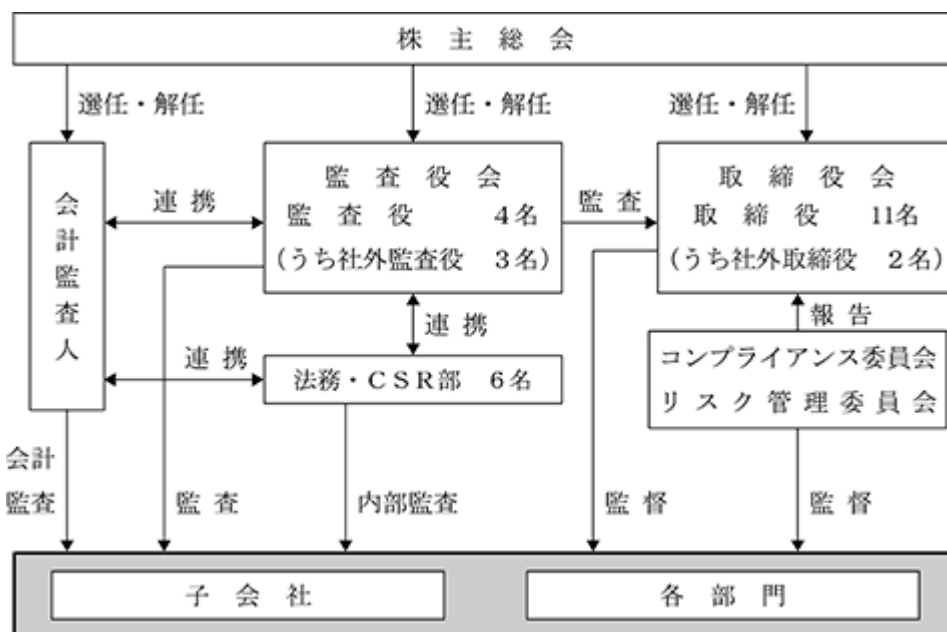 株主総会
選任・解任
選任・解任
選任・解任
会計監査人
連携
監査役会
監査役 4名
(うち社外監査役 3名)
監査
取締役会
取締役 11名
(うち社外取締役 2名)
連携
報告
連携
法務・CSR部 6名
コンプライアンス委員会
リスク管理委員会
会計
監査
監査
内部監査
監督
監督
子会社
各部門